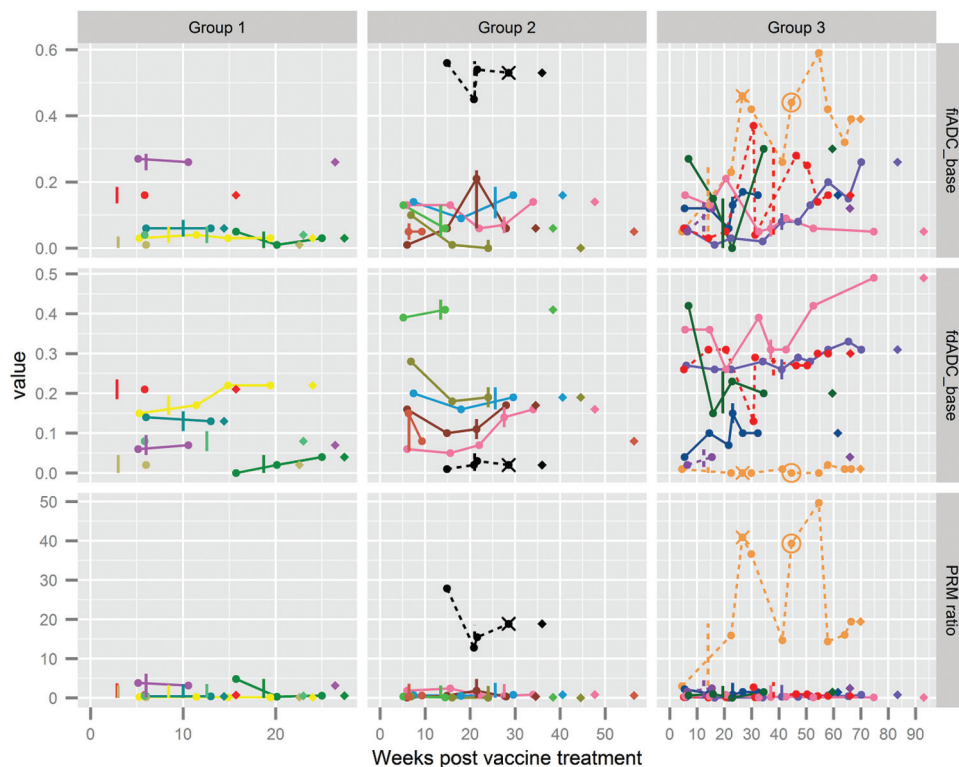 Group 1 Group 2 Group 3
0.6
0.4
0.2
0.0
fiADC_base
0.5
0.4
0.3
0.2
0.1
0.0
fdADC_base
value
50
40
30
20
10
0
PRM ratio
0 10 20 0 10 20 30 40 50 0 10 20 30 40 50 60 70 80 90
Weeks post vaccine treatment